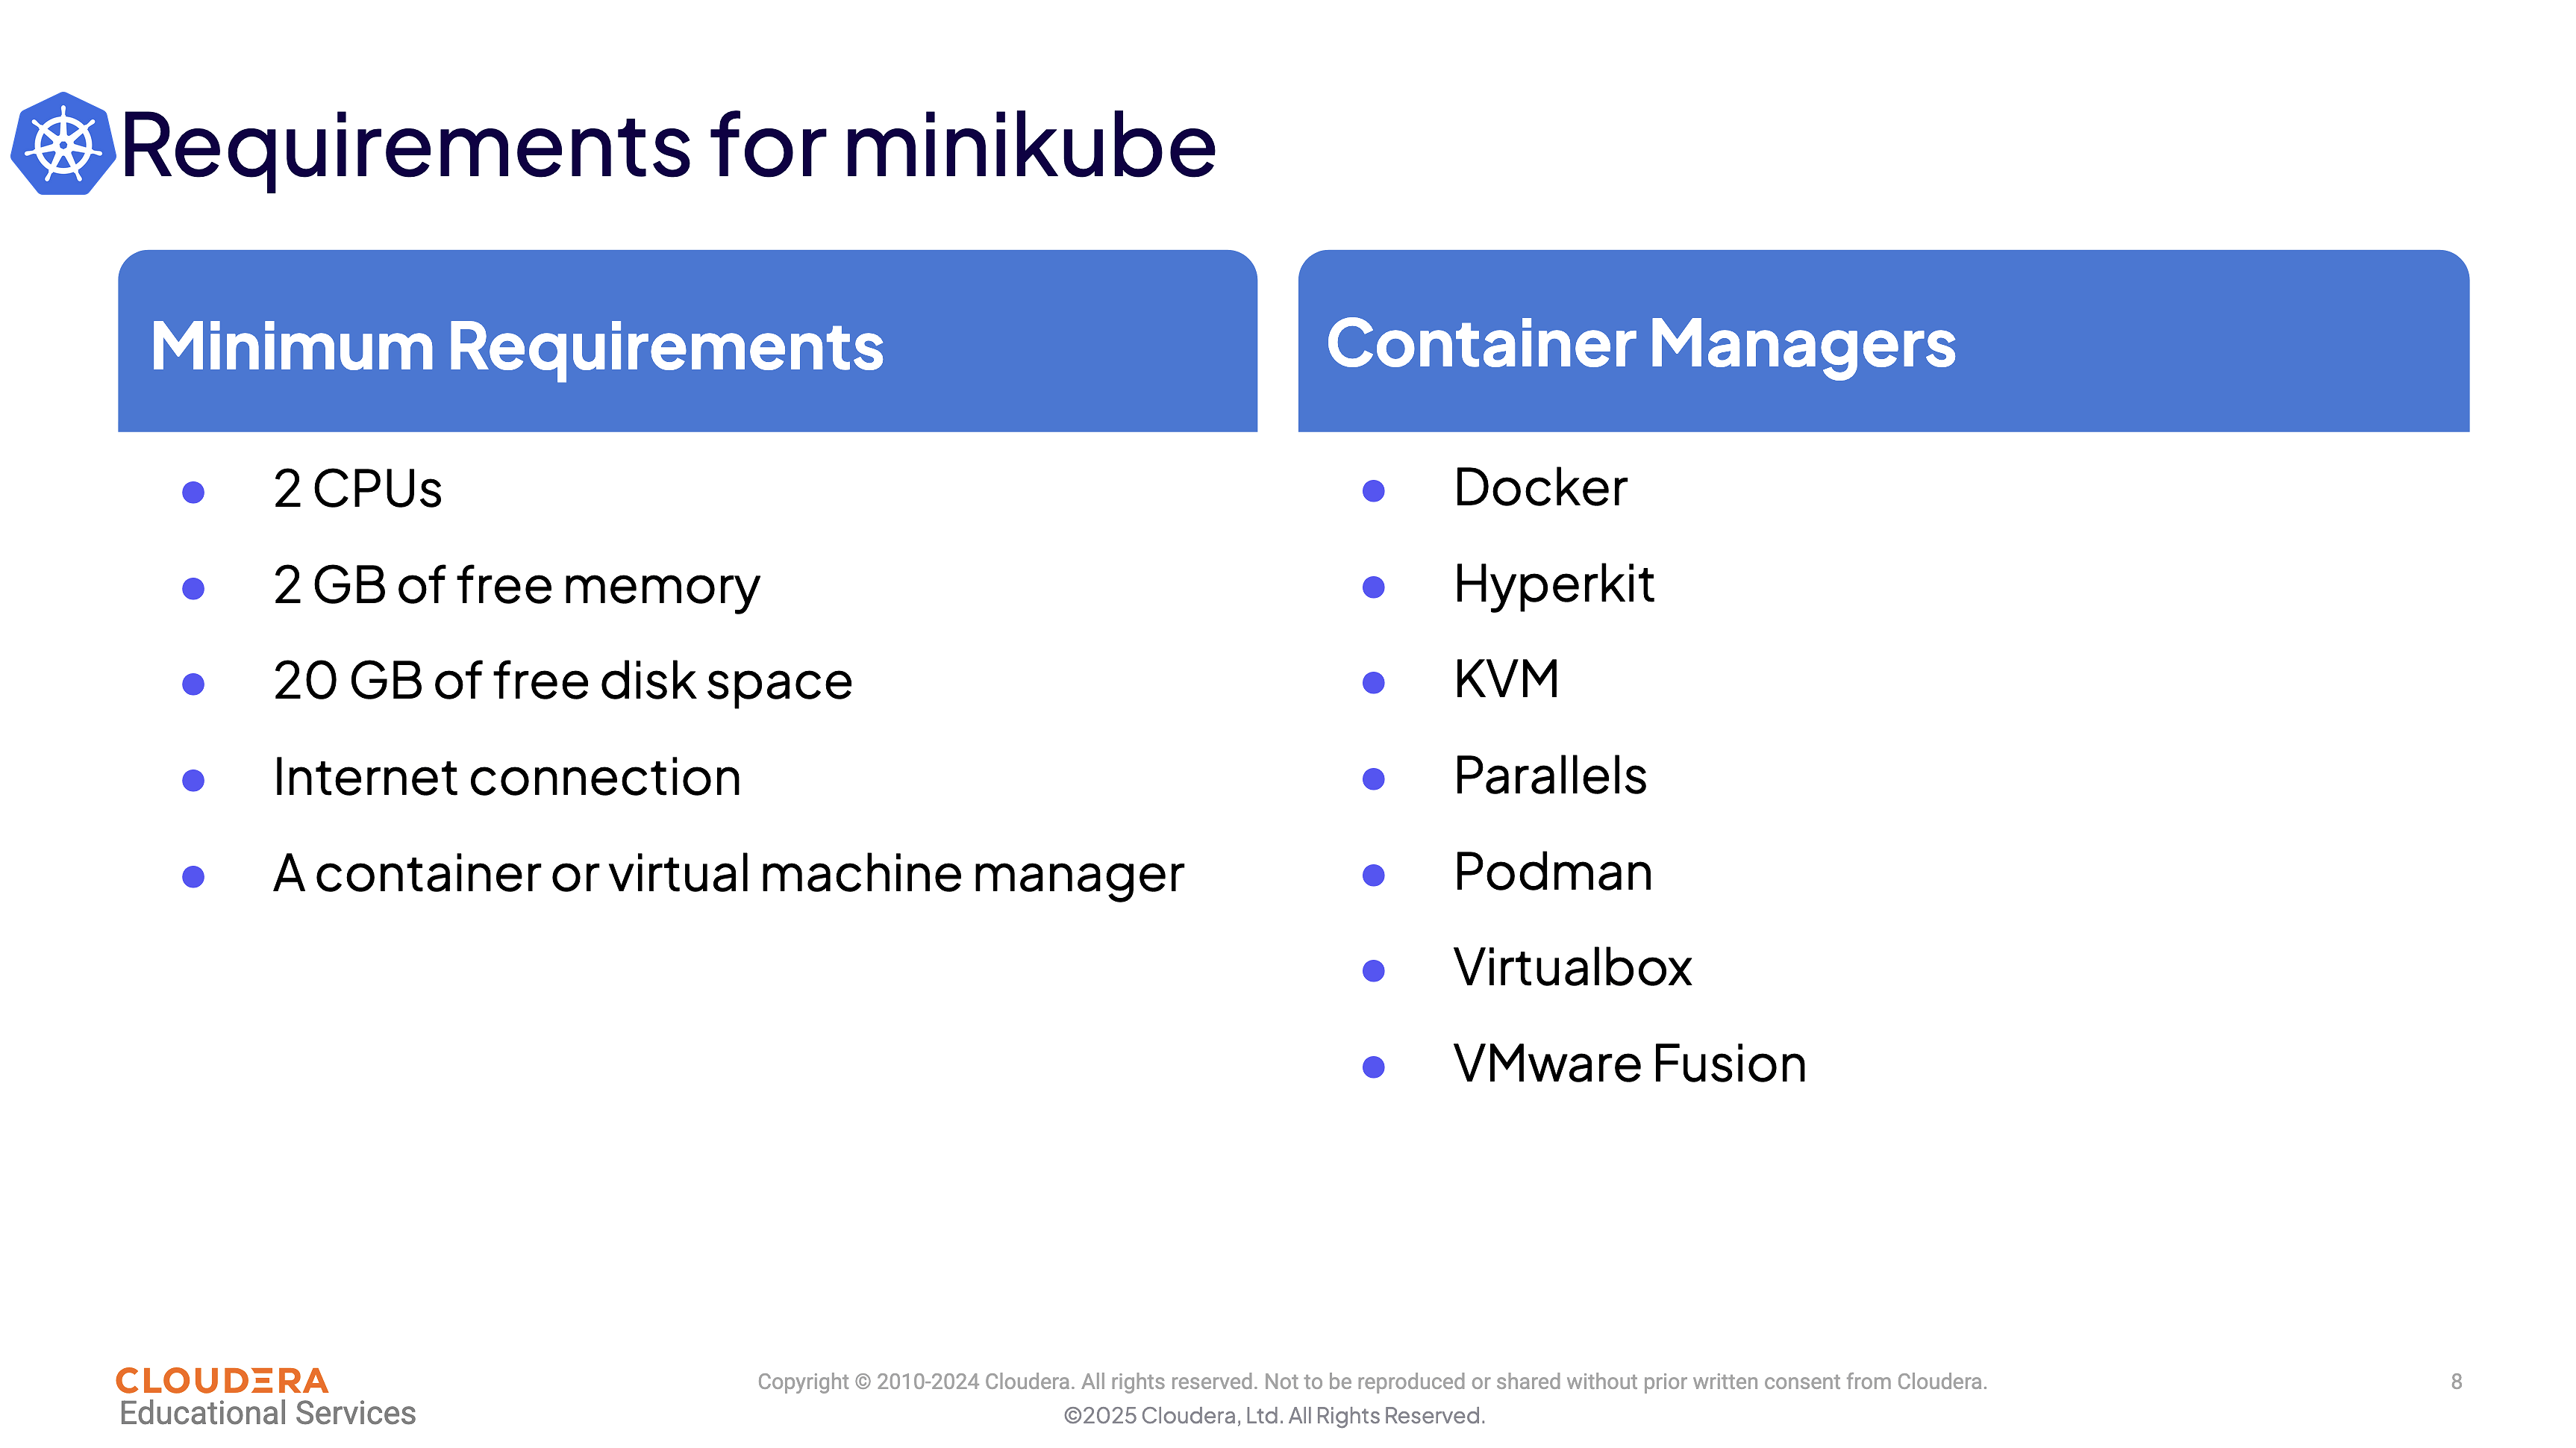 Requirements for minikube
Minimum Requirements
2 CPUs
2 GB of free memory
20 GB of free disk space
Internet connection
A container or virtual machine manager
Container Managers
Docker
Hyperkit
KVM
Parallels
Podman
Virtualbox
VMware Fusion
CLOUDERA
Educational Services
Copyright © 2010-2024 Cloudera. All rights reserved. Not to be reproduced or shared without prior written consent from Cloudera.
©2025 Cloudera, Ltd. All Rights Reserved.
8